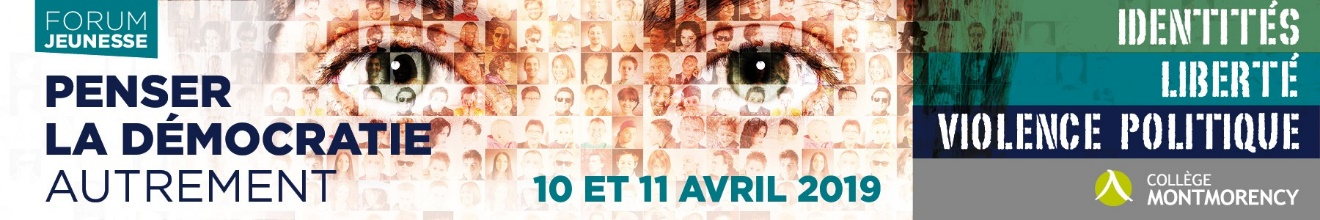 FORUM
JEUNESSE
PENSER
LA DÉMOCRATIE
AUTREMENT
10 ET 11 AVRIL 2019
IDENTITÉS
LIBERTÉ
VIOLENCE POLITIQUE
COLLÈGE
MONTMORENCY